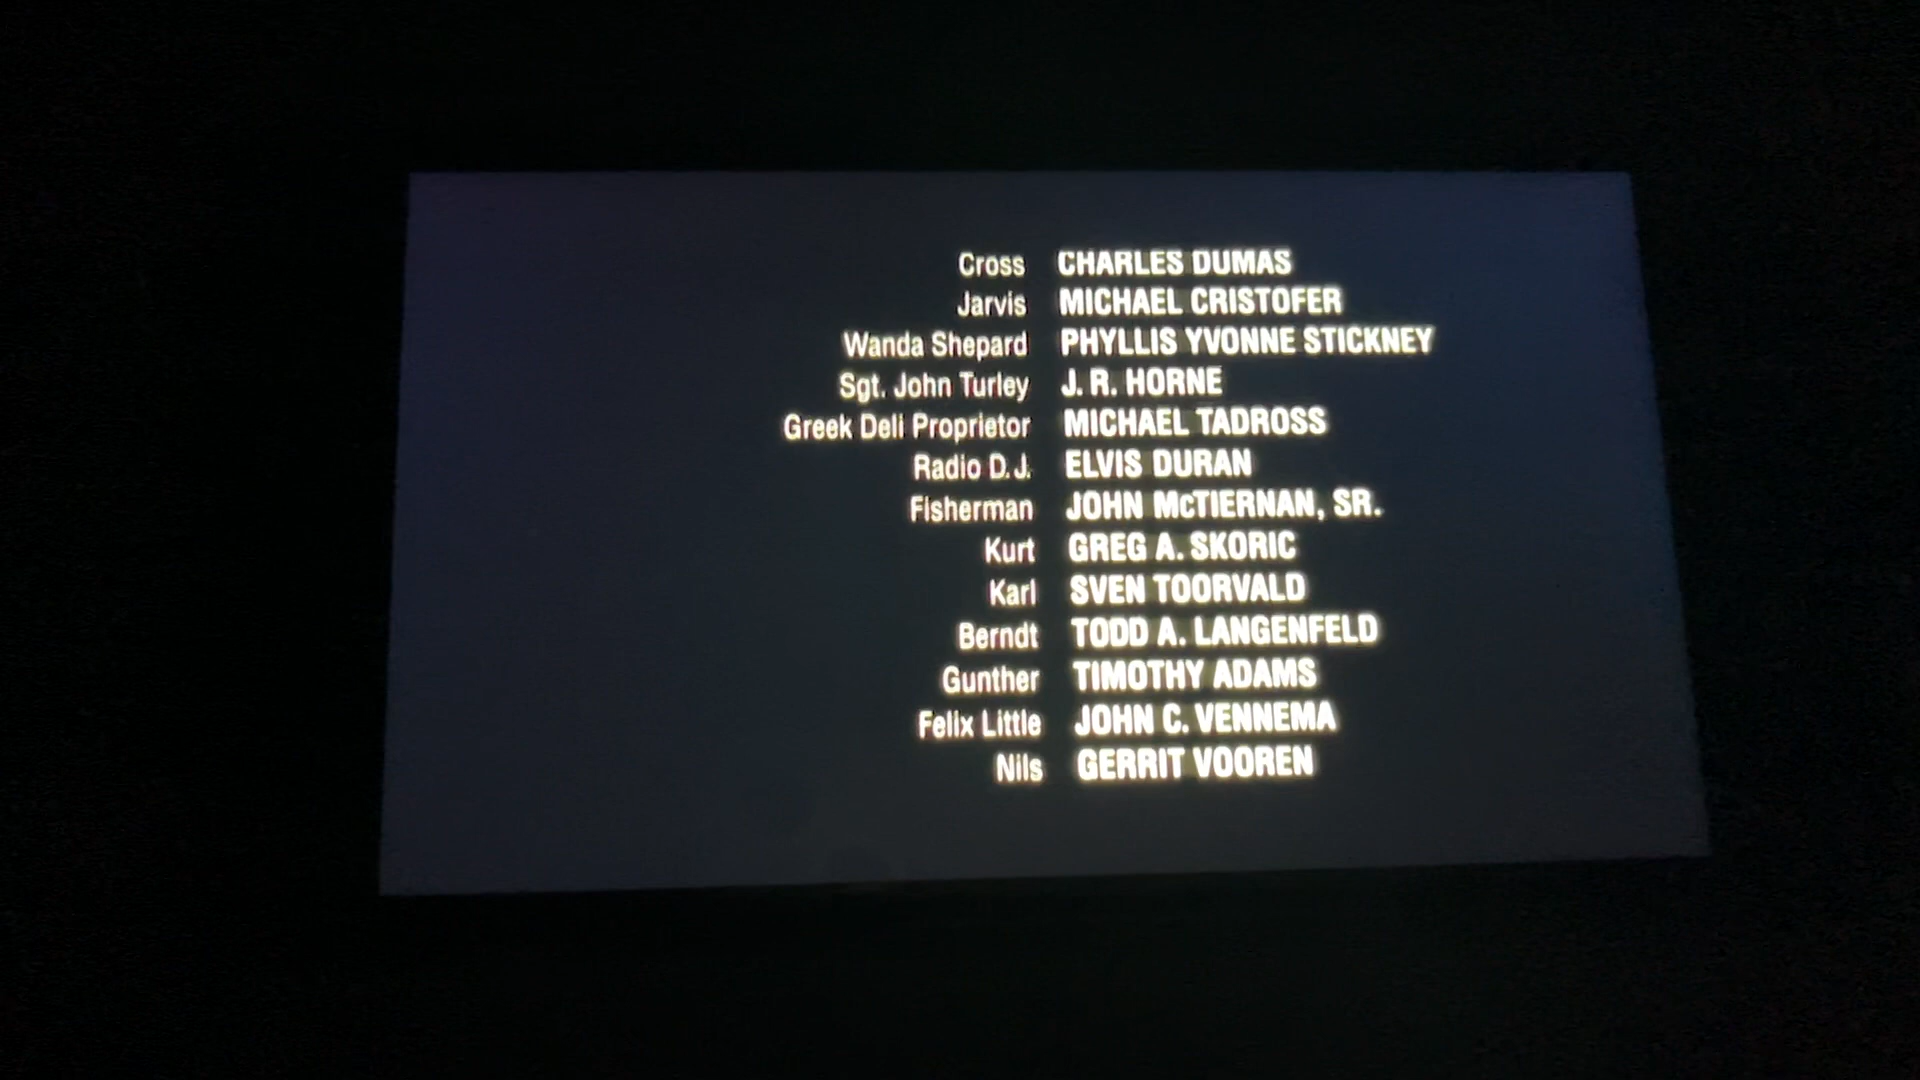 Cross CHARLES DUMAS
Jarvis MICHAEL CRISTOFER
Wanda Shepard PHYLLIS YVONNE STICKNEY
Sgt. John Turley J. R. HORNE
Greek Deli Proprietor MICHAEL TADROSS
Radio D.J. ELVIS DURAN
Fisherman JOHN McTIERNAN, SR.
Kurt GREG A. SKORIC
Karl SVEN TOORVALD
Berndt TODD A. LANGENFELD
Gunther TIMOTHY ADAMS
Felix Little JOHN C. VENNEMA
Nils GERRIT VOOREN